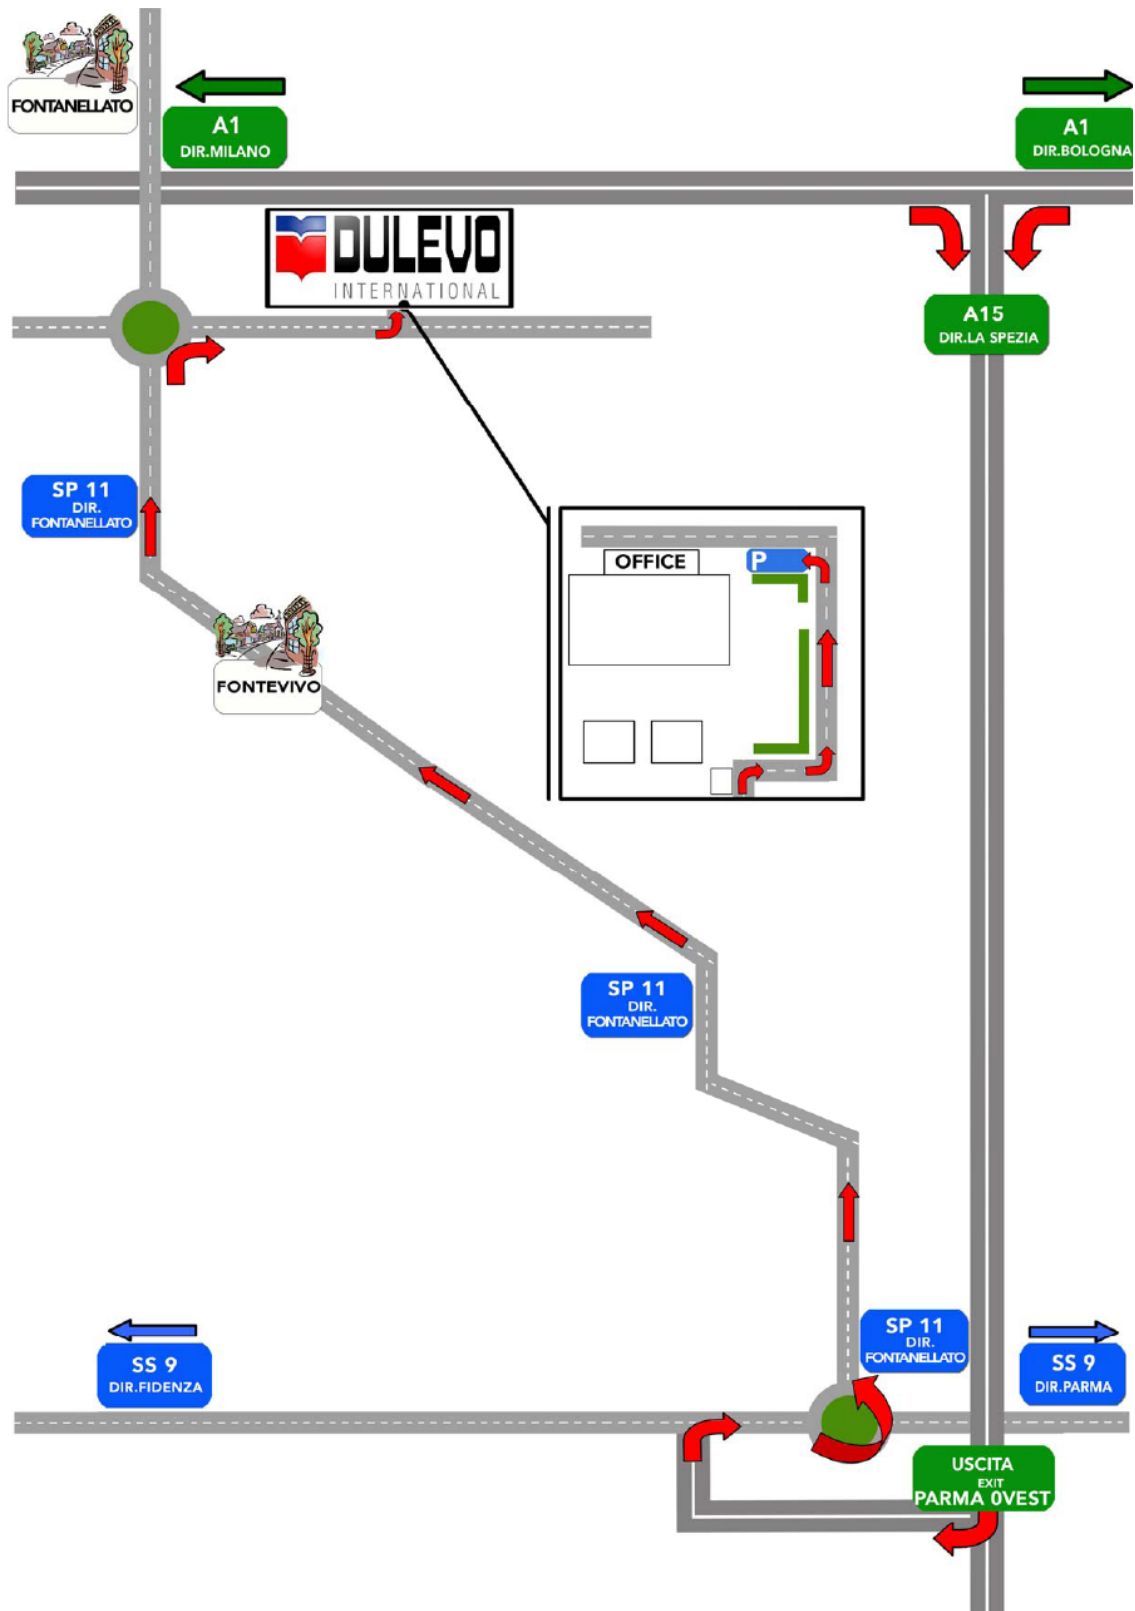 FONTANELLATO
A1
DIR.MILANO
A1
DIR.BOLOGNA
DULEVO
INTERNATIONAL
A15
DIR.LA SPEZIA
SP 11
DIR.
FONTANELLATO
OFFICE
P
FONTEVIVO
SP 11
DIR.
FONTANELLATO
SP 11
DIR.
FONTANELLATO
SS 9
DIR.FIDENZA
SS 9
DIR.PARMA
USCITA
EXIT
PARMA 0VEST